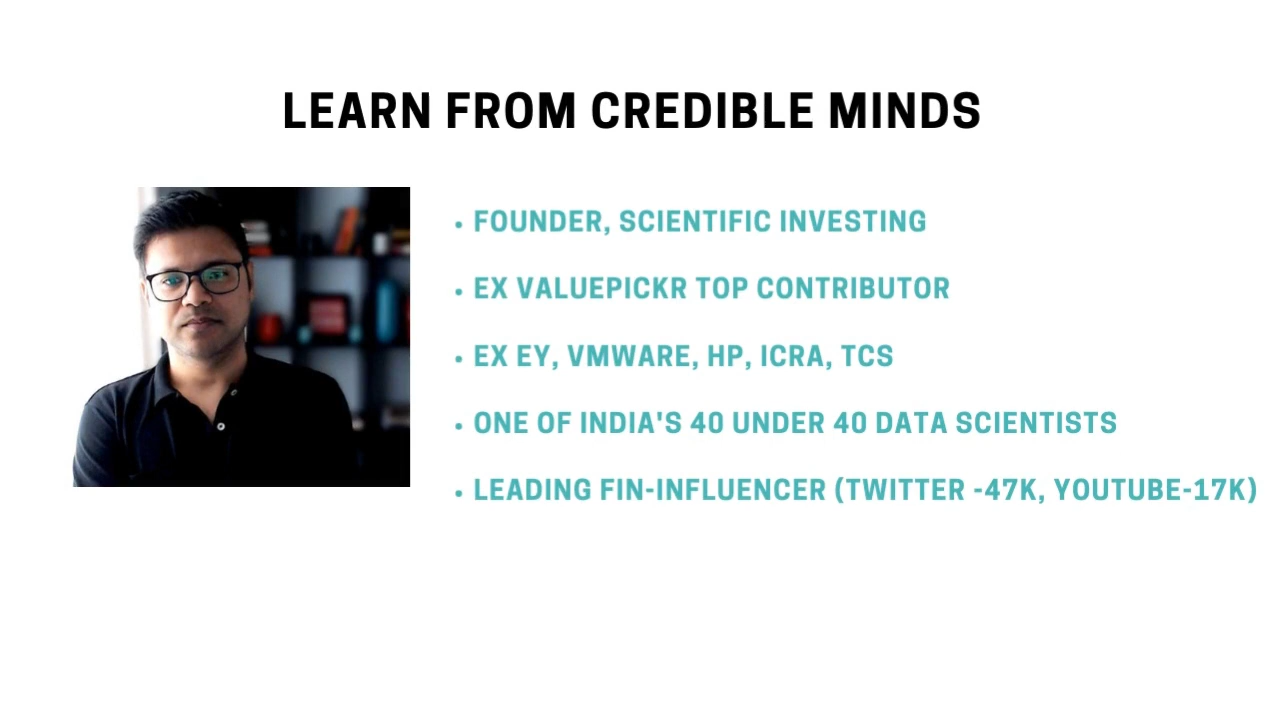 LEARN FROM CREDIBLE MINDS
• FOUNDER, SCIENTIFIC INVESTING
• EX VALUEPICKR TOP CONTRIBUTOR
• EX EY, VMWARE, HP, ICRA, TCS
• ONE OF INDIA'S 40 UNDER 40 DATA SCIENTISTS
• LEADING FIN-INFLUENCER (TWITTER -47K, YOUTUBE-17K)